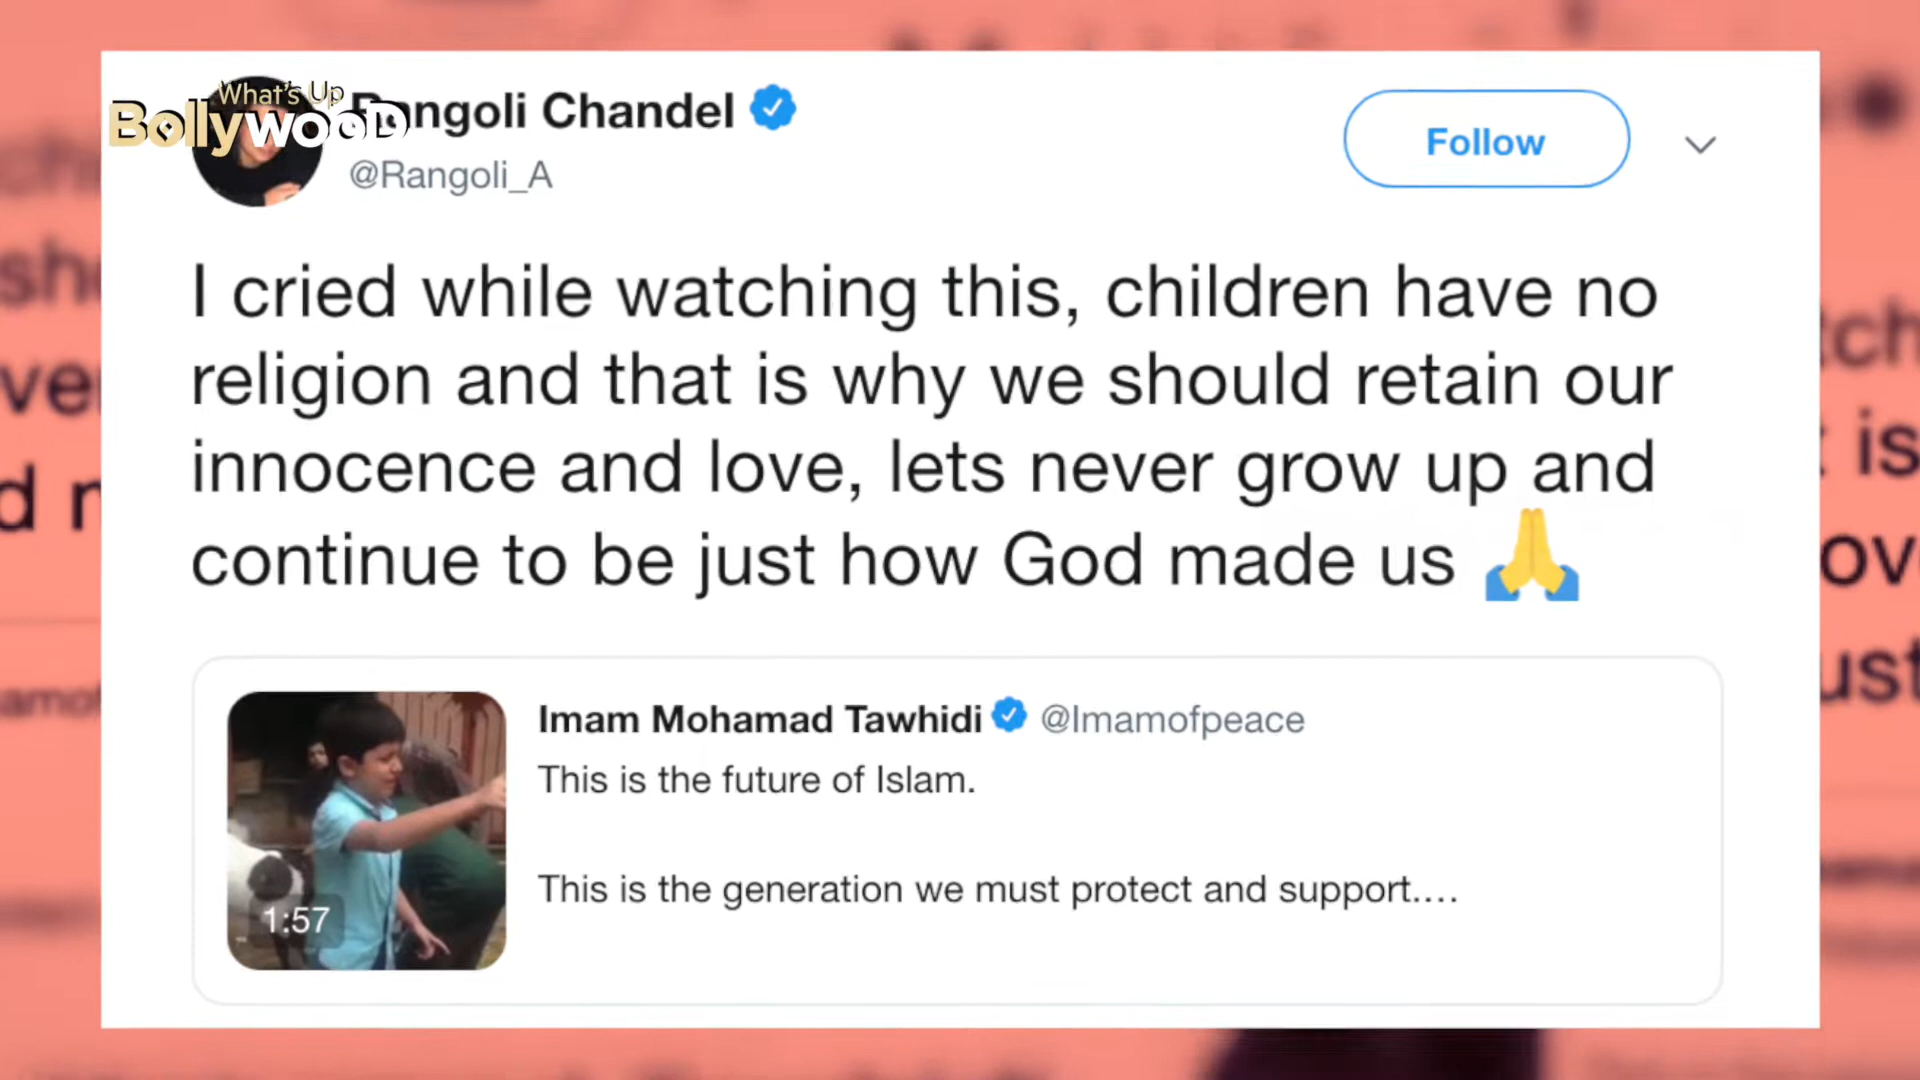 What's Up
Bollywood
Rangoli Chandel
@Rangoli_A
Follow
I cried while watching this, children have no
religion and that is why we should retain our
innocence and love, lets never grow up and
continue to be just how God made us
Imam Mohamad Tawhidi @Imamofpeace
This is the future of Islam.
This is the generation we must protect and support....
1:57